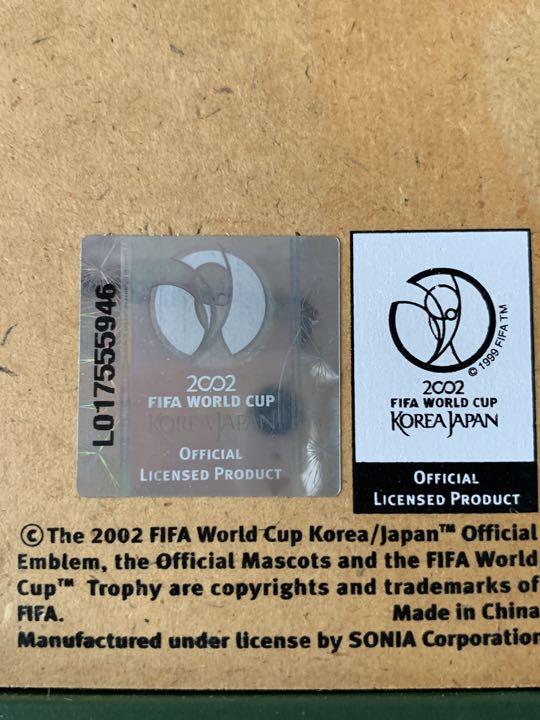 L017555946
2002
FIFA WORLD CUP
KOREA JAPAN
OFFICIAL
LICENSED PRODUCT
© 1999 FIFA TM
2002
FIFA WORLD CUP
KOREA JAPAN
OFFICIAL
LICENSED PRODUCT
©The 2002 FIFA World Cup Korea/Japan™ Official
Emblem, the Official Mascots and the FIFA World
Cup™ Trophy are copyrights and trademarks of
FIFA. Made in China
Manufactured under license by SONIA Corporation